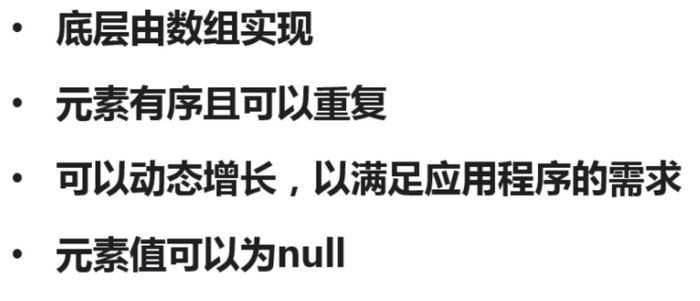 • 底层由数组实现
• 元素有序且可以重复
• 可以动态增长，以满足应用程序的需求
• 元素值可以为null